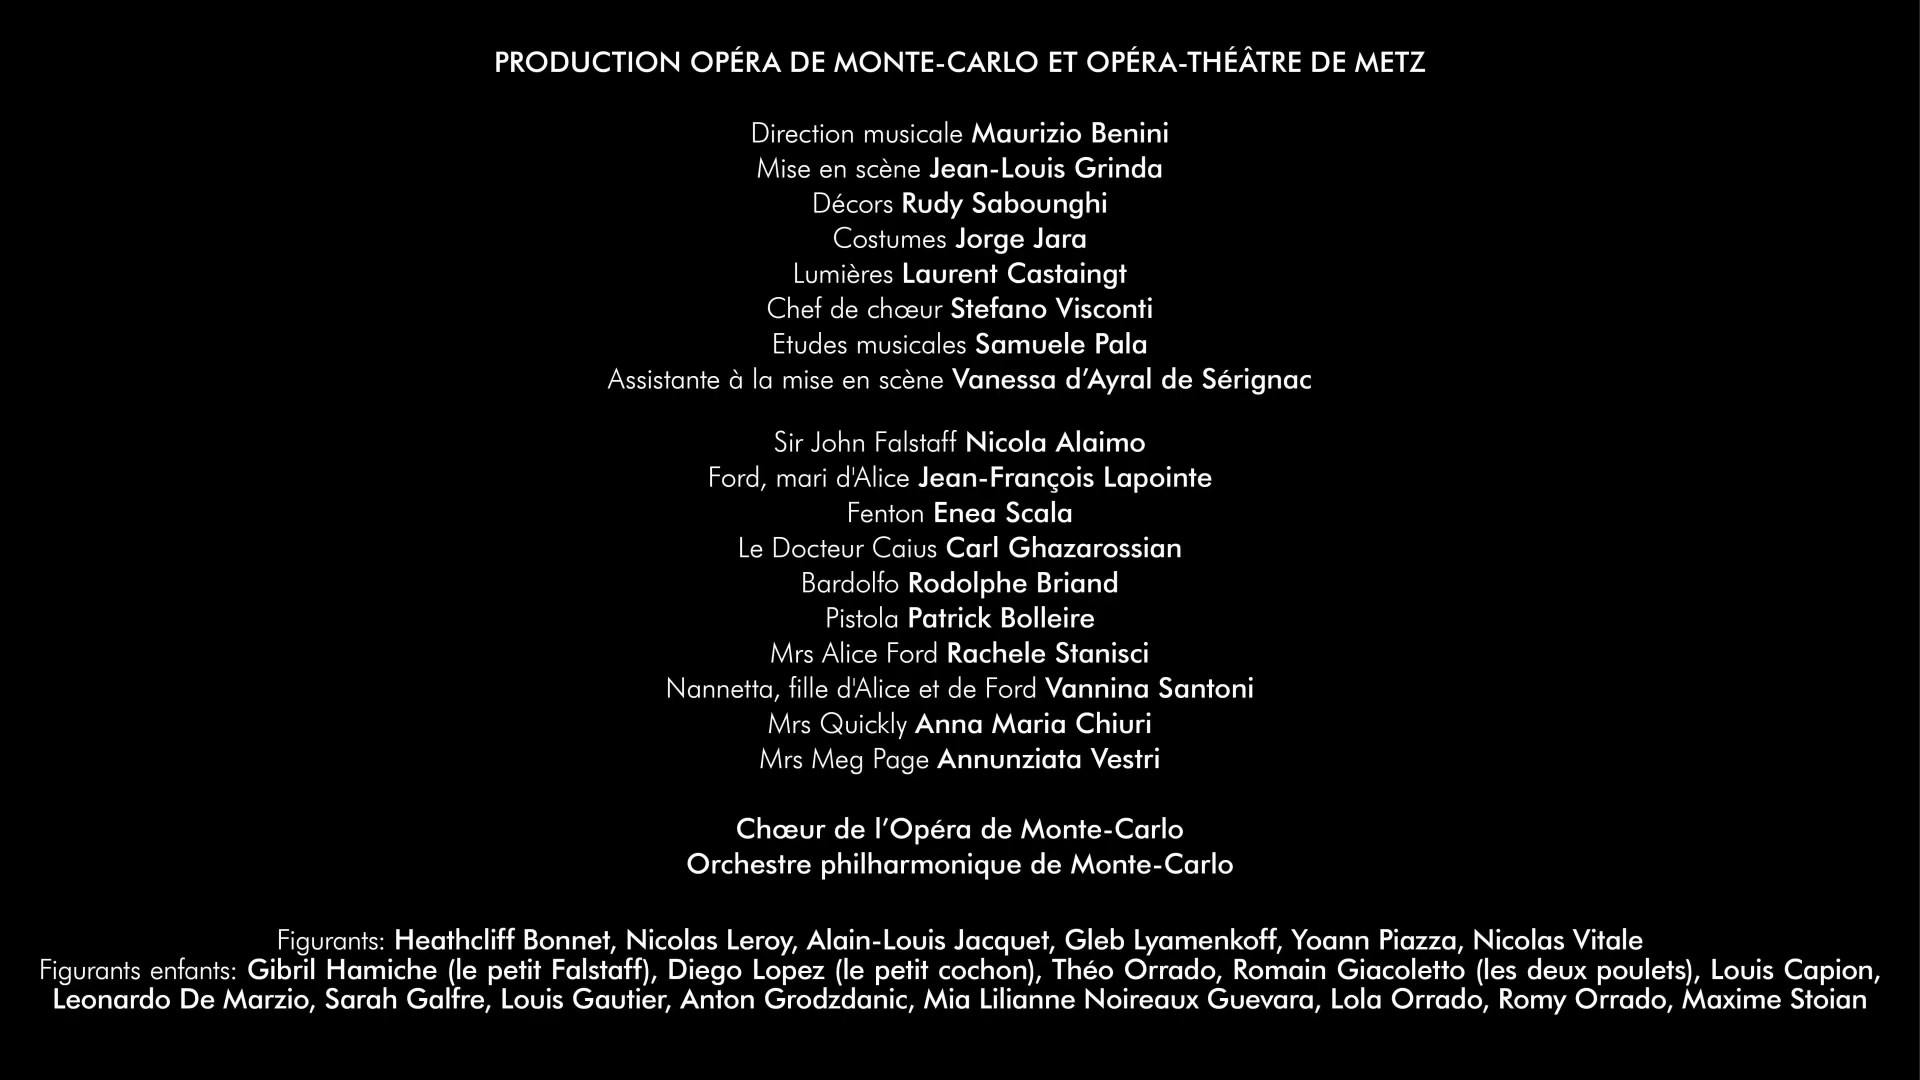 PRODUCTION OPÉRA DE MONTE-CARLO ET OPÉRA-THÉÂTRE DE METZ
Direction musicale Maurizio Benini
Mise en scène Jean-Louis Grinda
Décors Rudy Sabounghi
Costumes Jorge Jara
Lumières Laurent Castaingt
Chef de chœur Stefano Visconti
Etudes musicales Samuele Pala
Assistante à la mise en scène Vanessa d’Ayral de Sérignac
Sir John Falstaff Nicola Alaimo
Ford, mari d'Alice Jean-François Lapointe
Fenton Enea Scala
Le Docteur Caius Carl Ghazarossian
Bardolfo Rodolphe Briand
Pistola Patrick Bolleire
Mrs Alice Ford Rachele Stanisci
Nannetta, fille d'Alice et de Ford Vannina Santoni
Mrs Quickly Anna Maria Chiuri
Mrs Meg Page Annunziata Vestri
Chœur de l’Opéra de Monte-Carlo
Orchestre philharmonique de Monte-Carlo
Figurants: Heathcliff Bonnet, Nicolas Leroy, Alain-Louis Jacquet, Gleb Lyamenkoff, Yoann Piazza, Nicolas Vitale
Figurants enfants: Gibril Hamiche (le petit Falstaff), Diego Lopez (le petit cochon), Théo Orrado, Romain Giacoletto (les deux poulets), Louis Capion,
Leonardo De Marzio, Sarah Galfre, Louis Gautier, Anton Grodzdanic, Mia Lilianne Noireaux Guevara, Lola Orrado, Romy Orrado, Maxime Stoian